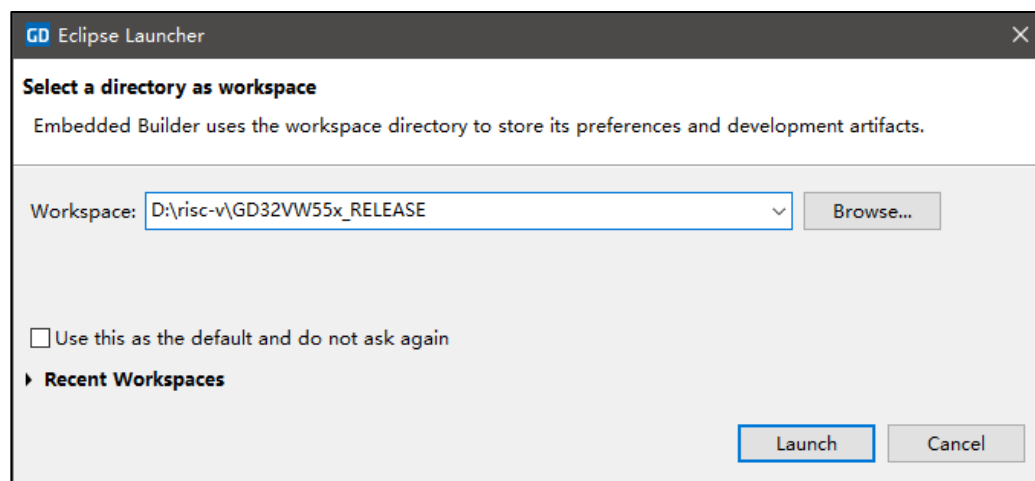 GD Eclipse Launcher
Select a directory as workspace
Embedded Builder uses the workspace directory to store its preferences and development artifacts.
Workspace: D:\risc-v\GD32VW55x_RELEASE Browse...
Use this as the default and do not ask again
Recent Workspaces
Launch Cancel